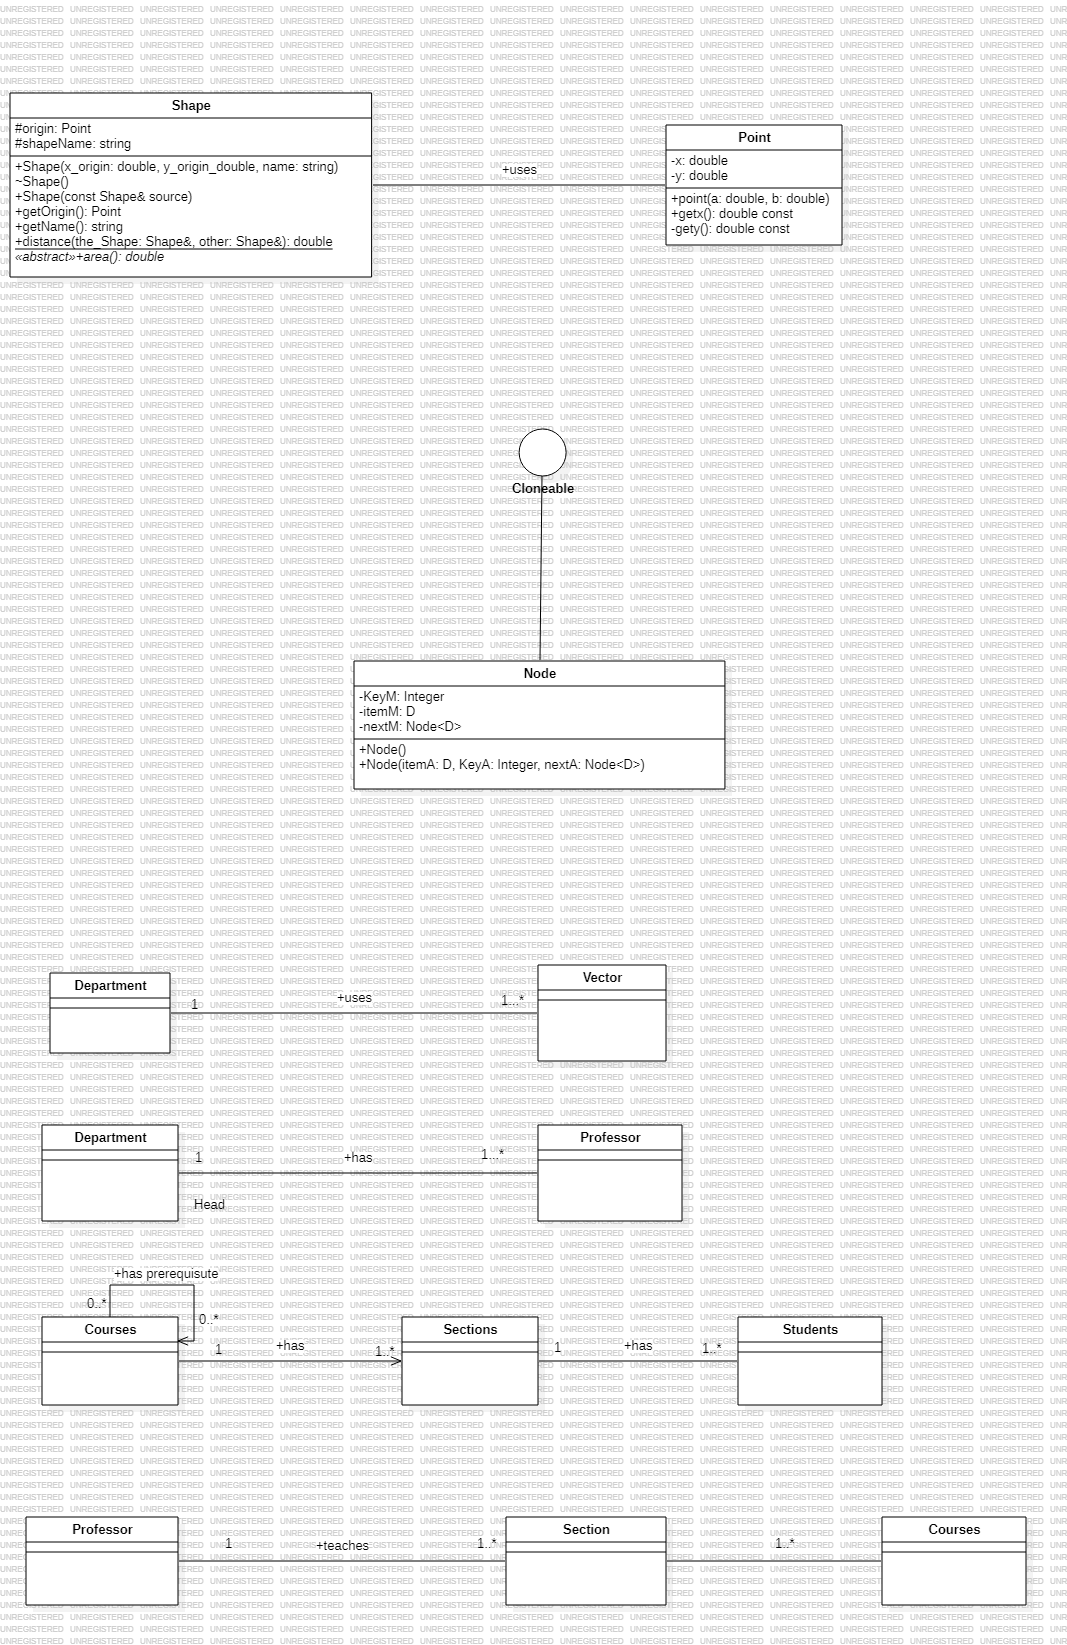 UNREGISTERED
Shape
#origin: Point
#shapeName: string
+Shape(x_origin: double, y_origin_double, name: string)
~Shape()
+Shape(const Shape& source)
+getOrigin(): Point
+getName(): string
+distance(the_Shape: Shape&, other: Shape&): double
«abstract»+area(): double
+uses
Point
-x: double
-y: double
+point(a: double, b: double)
+getx(): double const
-gety(): double const
Cloneable
Node
-KeyM: Integer
-itemM: D
-nextM: Node<D>
+Node()
+Node(itemA: D, KeyA: Integer, nextA: Node<D>)
Department
1
+uses
1...*
Vector
Department
1
+has
1...*
Head
Professor
+has prerequisute
0..*
0..*
Courses
1
+has
1..*
Sections
1
+has
1..*
Students
Professor
1
+teaches
1..*
Section
1..*
Courses